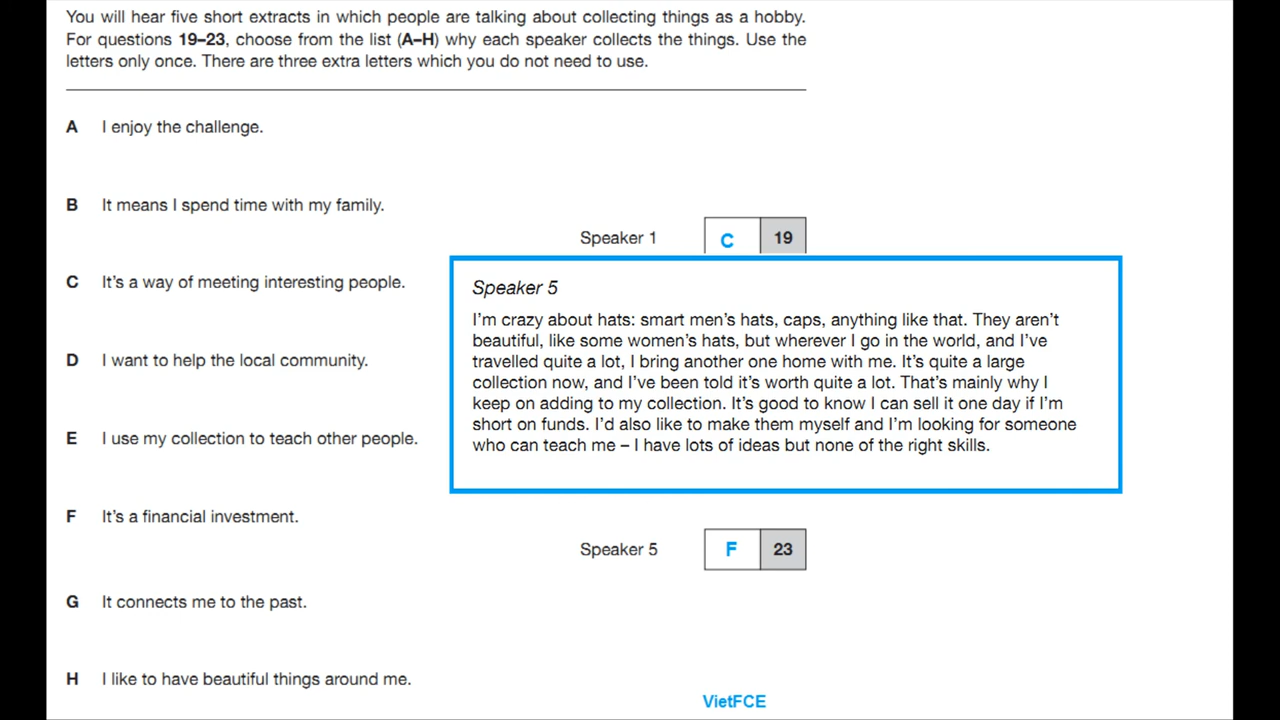 You will hear five short extracts in which people are talking about collecting things as a hobby.
For questions 19–23, choose from the list (A–H) why each speaker collects the things. Use the
letters only once. There are three extra letters which you do not need to use.
A I enjoy the challenge.
B It means I spend time with my family.
Speaker 1 C 19
C It's a way of meeting interesting people.
Speaker 5
I'm crazy about hats: smart men's hats, caps, anything like that. They aren't
beautiful, like some women's hats, but wherever I go in the world, and I've
travelled quite a lot, I bring another one home with me. It's quite a large
collection now, and I've been told it's worth quite a lot. That's mainly why I
keep on adding to my collection. It's good to know I can sell it one day if I'm
short on funds. I'd also like to make them myself and I'm looking for someone
who can teach me – I have lots of ideas but none of the right skills.
D I want to help the local community.
E I use my collection to teach other people.
F It's a financial investment.
Speaker 5 F 23
G It connects me to the past.
H I like to have beautiful things around me.
VietFCE